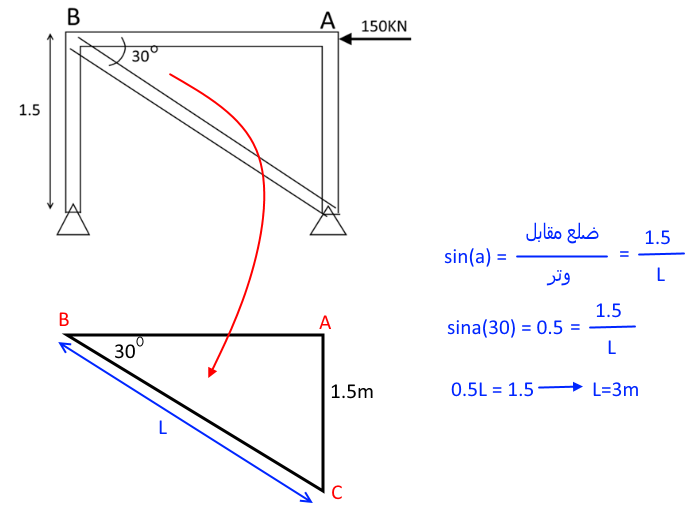 B
A
150KN
30°
1.5
B
A
30°
1.5m
L
C
sin(a) = ضلع مقابل / وتر = 1.5 / L
sina(30) = 0.5 = 1.5 / L
0.5L = 1.5 → L=3m